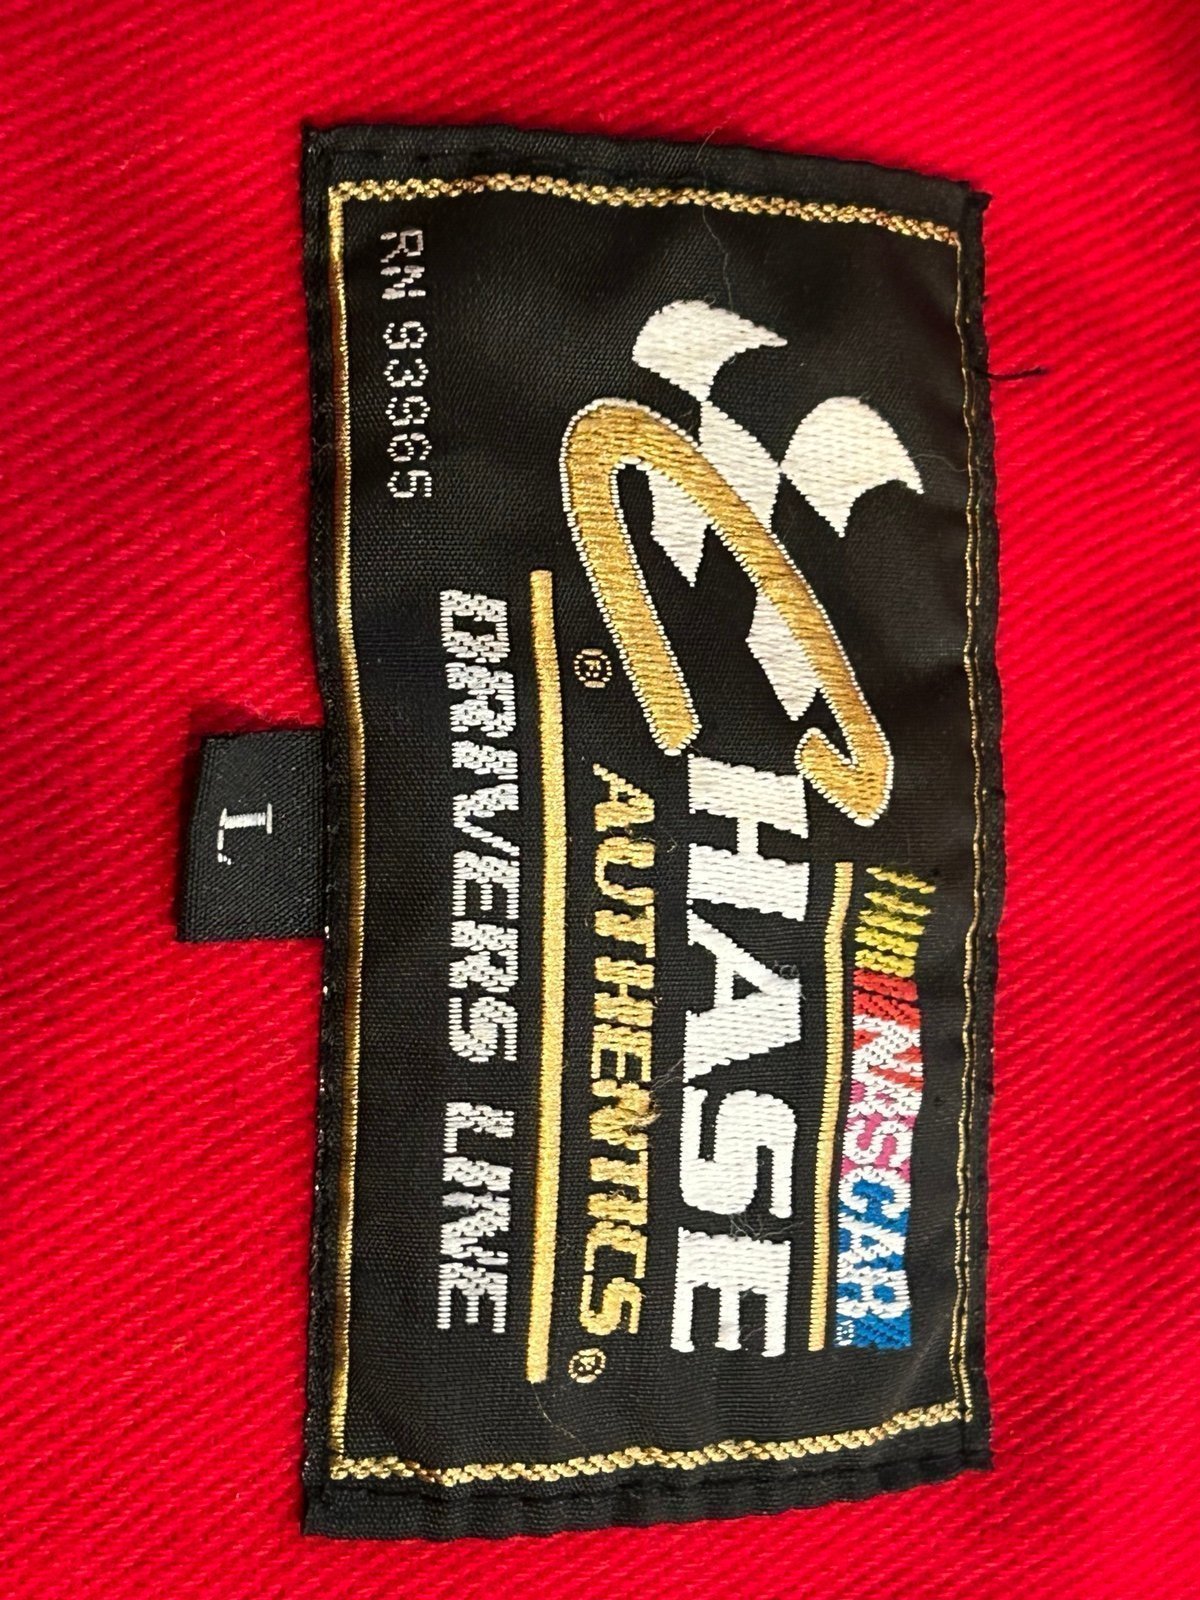 NASCAR®
CHASE
® AUTHENTICS®
DRIVERS LINE
RN 93965
L